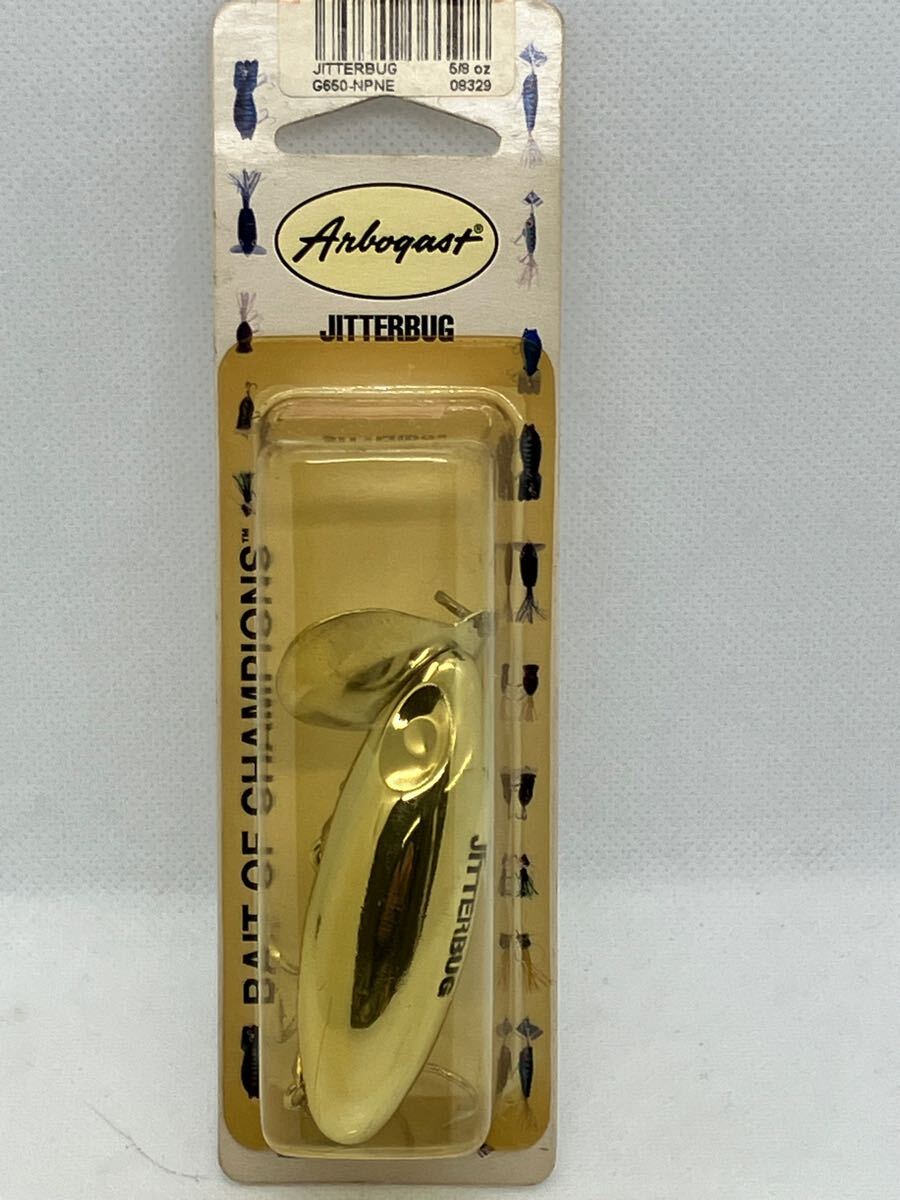 JITTERBUG 5/8 oz
G650-NPNE 08329
Arbogast®
JITTERBUG
BAIT OF CHAMPIONS™
JITTERBUG